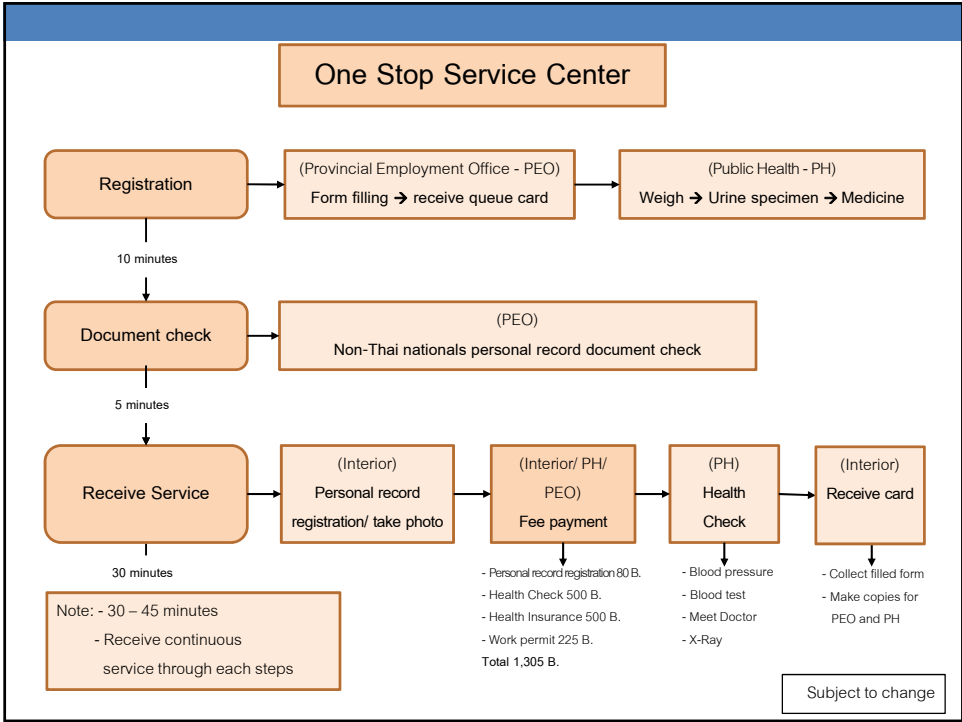 One Stop Service Center
Registration
(Provincial Employment Office - PEO)
Form filling → receive queue card
(Public Health - PH)
Weigh → Urine specimen → Medicine
10 minutes
Document check
(PEO)
Non-Thai nationals personal record document check
5 minutes
Receive Service
(Interior)
Personal record
registration/ take photo
(Interior/ PH/
PEO)
Fee payment
(PH)
Health
Check
(Interior)
Receive card
30 minutes
- Personal record registration 80 B.
- Health Check 500 B.
- Health Insurance 500 B.
- Work permit 225 B.
Total 1,305 B.
- Blood pressure
- Blood test
- Meet Doctor
- X-Ray
- Collect filled form
- Make copies for
PEO and PH
Note: - 30 – 45 minutes
- Receive continuous
service through each steps
Subject to change